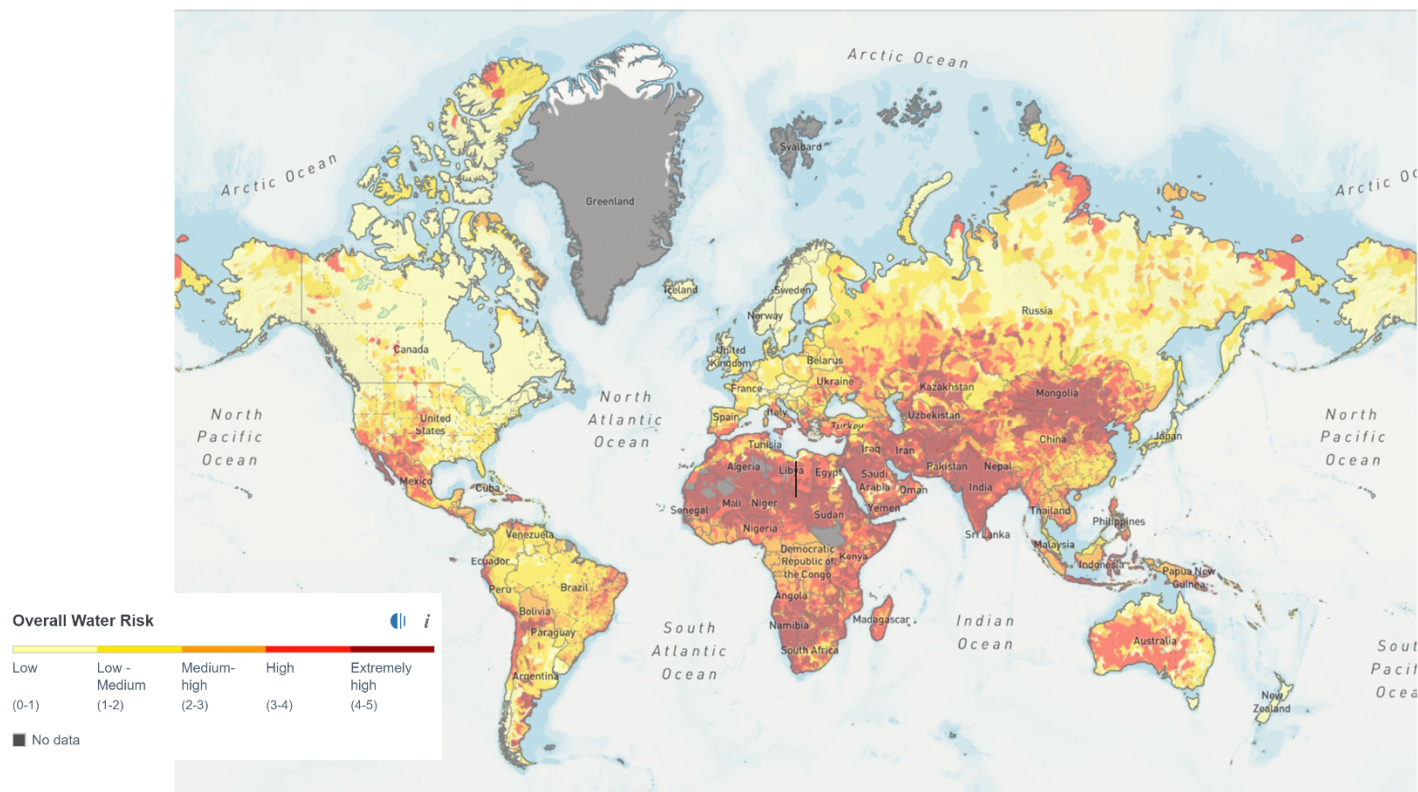 Arctic Ocean
Arctic Ocean
Arctic Oc
Svalbard
Greenland
Iceland
Sweden
Norway
Russia
Canada
United
Kingdom
Belarus
Ukraine
France
Kazakhstan
Mongolia
North
Pacific
Ocean
North
Atlantic
Ocean
North
Pacific
Ocean
United
States
Spain
Italy
Turkey
Uzbekistan
China
Japan
Tunisia
Iraq
Iran
Algeria
Libya
Egypt
Saudi
Arabia
Pakistan
Nepal
Oman
India
Mexico
Cuba
Mali
Niger
Senegal
Sudan
Yemen
Nigeria
Thailand
Philippines
Sri Lanka
Venezuela
Malaysia
Democratic
Republic of
the Congo
Kenya
Ecuador
Indonesia
Papua New
Guinea
Peru
Brazil
Angola
Bolivia
Namibia
Madagascar
Paraguay
South
Atlantic
Ocean
Indian
Ocean
Australia
South Africa
Argentina
Sout
Pacif
Ocea
New
Zealand
Overall Water Risk
i
Low
Low -
Medium
Medium-
high
High
Extremely
high
(0-1)
(1-2)
(2-3)
(3-4)
(4-5)
No data